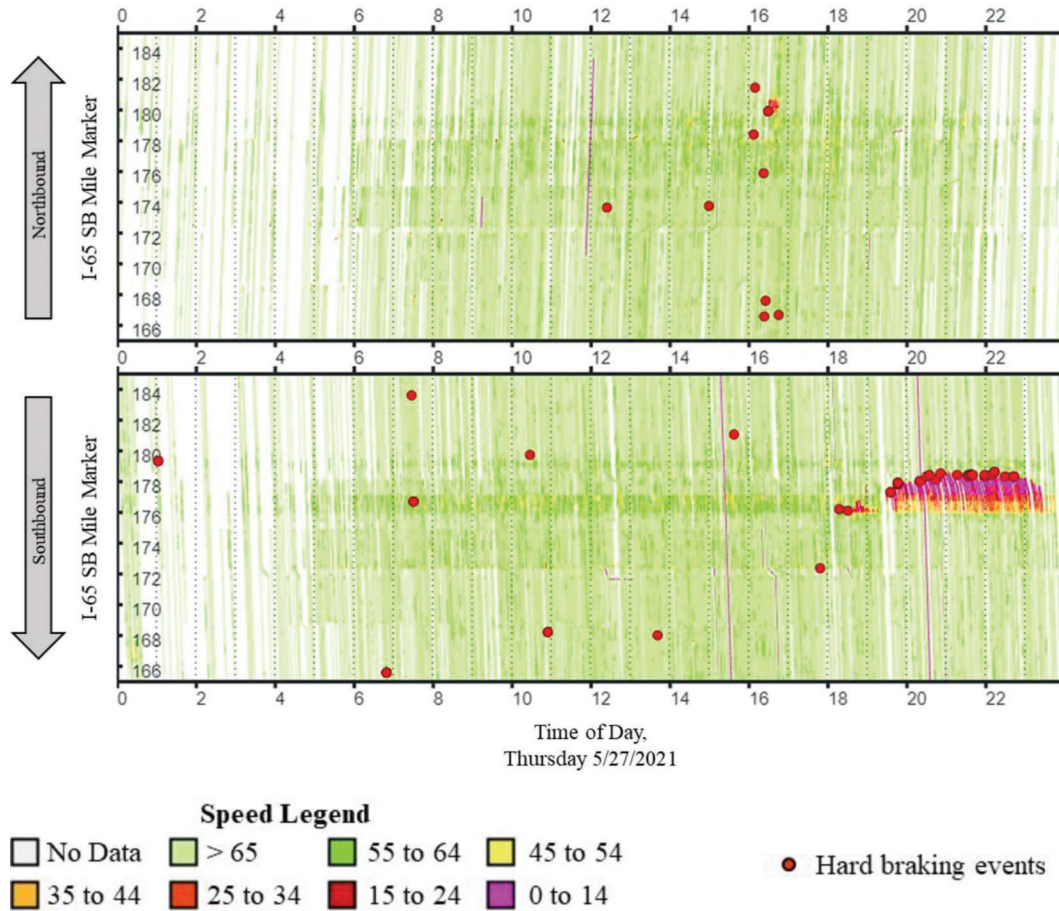 0 2 4 6 8 10 12 14 16 18 20 22
184
182
180
178
176
174
172
170
168
166
Northbound
I-65 SB Mile Marker
0 2 4 6 8 10 12 14 16 18 20 22
184
182
180
178
176
174
172
170
168
166
Southbound
I-65 SB Mile Marker
0 2 4 6 8 10 12 14 16 18 20 22
Time of Day,
Thursday 5/27/2021
Speed Legend
No Data > 65 55 to 64 45 to 54
35 to 44 25 to 34 15 to 24 0 to 14
Hard braking events